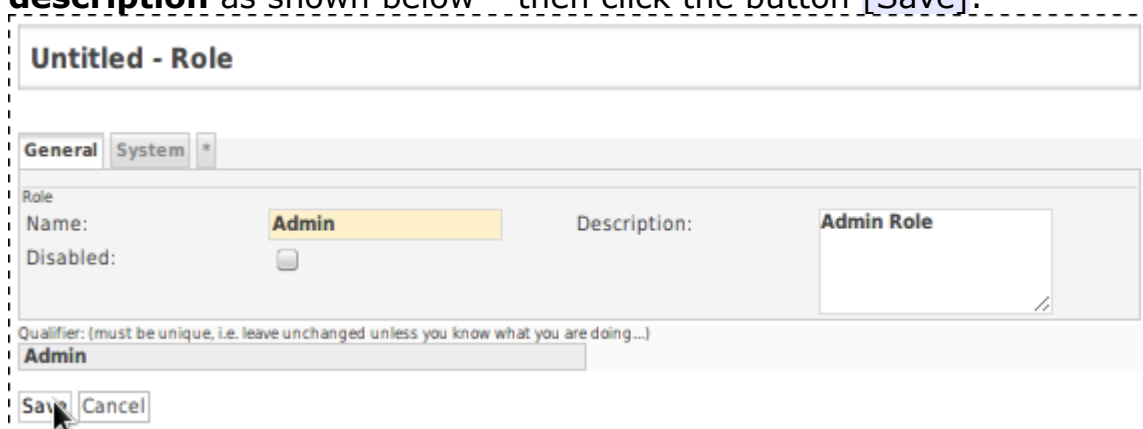 description as shown below – then click the button [Save]:
Untitled - Role
General System *
Role
Name: Admin Description: Admin Role
Disabled:
Qualifier: (must be unique, i.e. leave unchanged unless you know what you are doing...)
Admin
Save Cancel